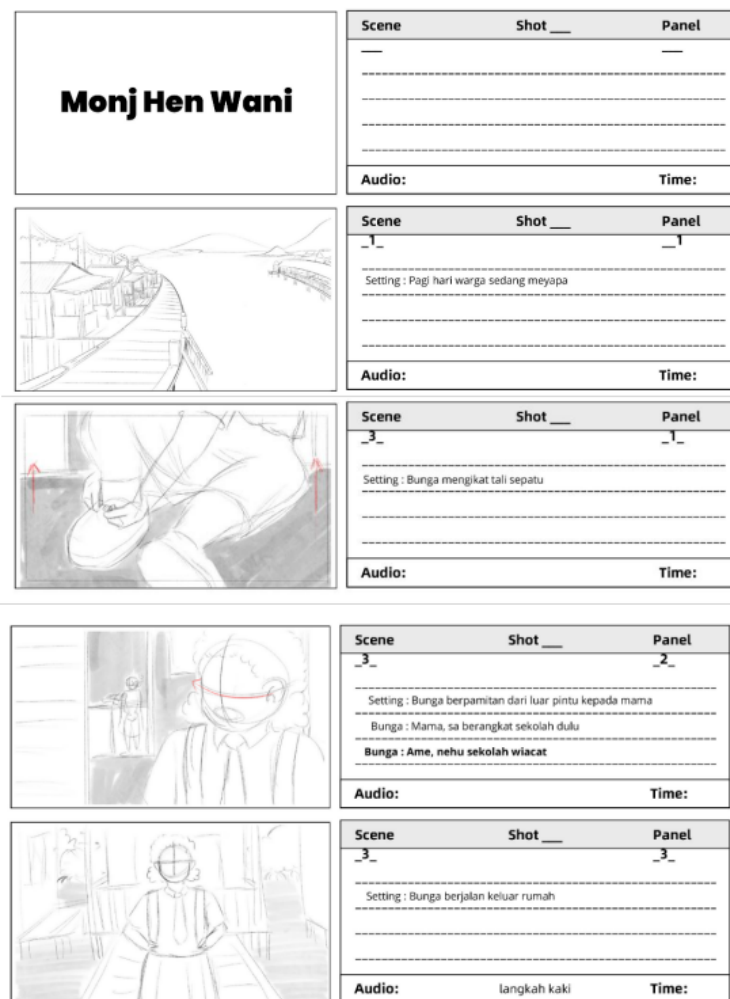 Monj Hen Wani
Scene Shot ___ Panel
___ ___
Audio: Time:
Scene Shot ___ Panel
_1_ __1
Setting : Pagi hari warga sedang meyapa
Audio: Time:
Scene Shot ___ Panel
_3_ _1_
Setting : Bunga mengikat tali sepatu
Audio: Time:
Scene Shot ___ Panel
_3_ _2_
Setting : Bunga berpamitan dari luar pintu kepada mama
Bunga : Mama, sa berangkat sekolah dulu
Bunga : Ame, nehu sekolah wiacat
Audio: Time:
Scene Shot ___ Panel
_3_ _3_
Setting : Bunga berjalan keluar rumah
Audio: langkah kaki Time: